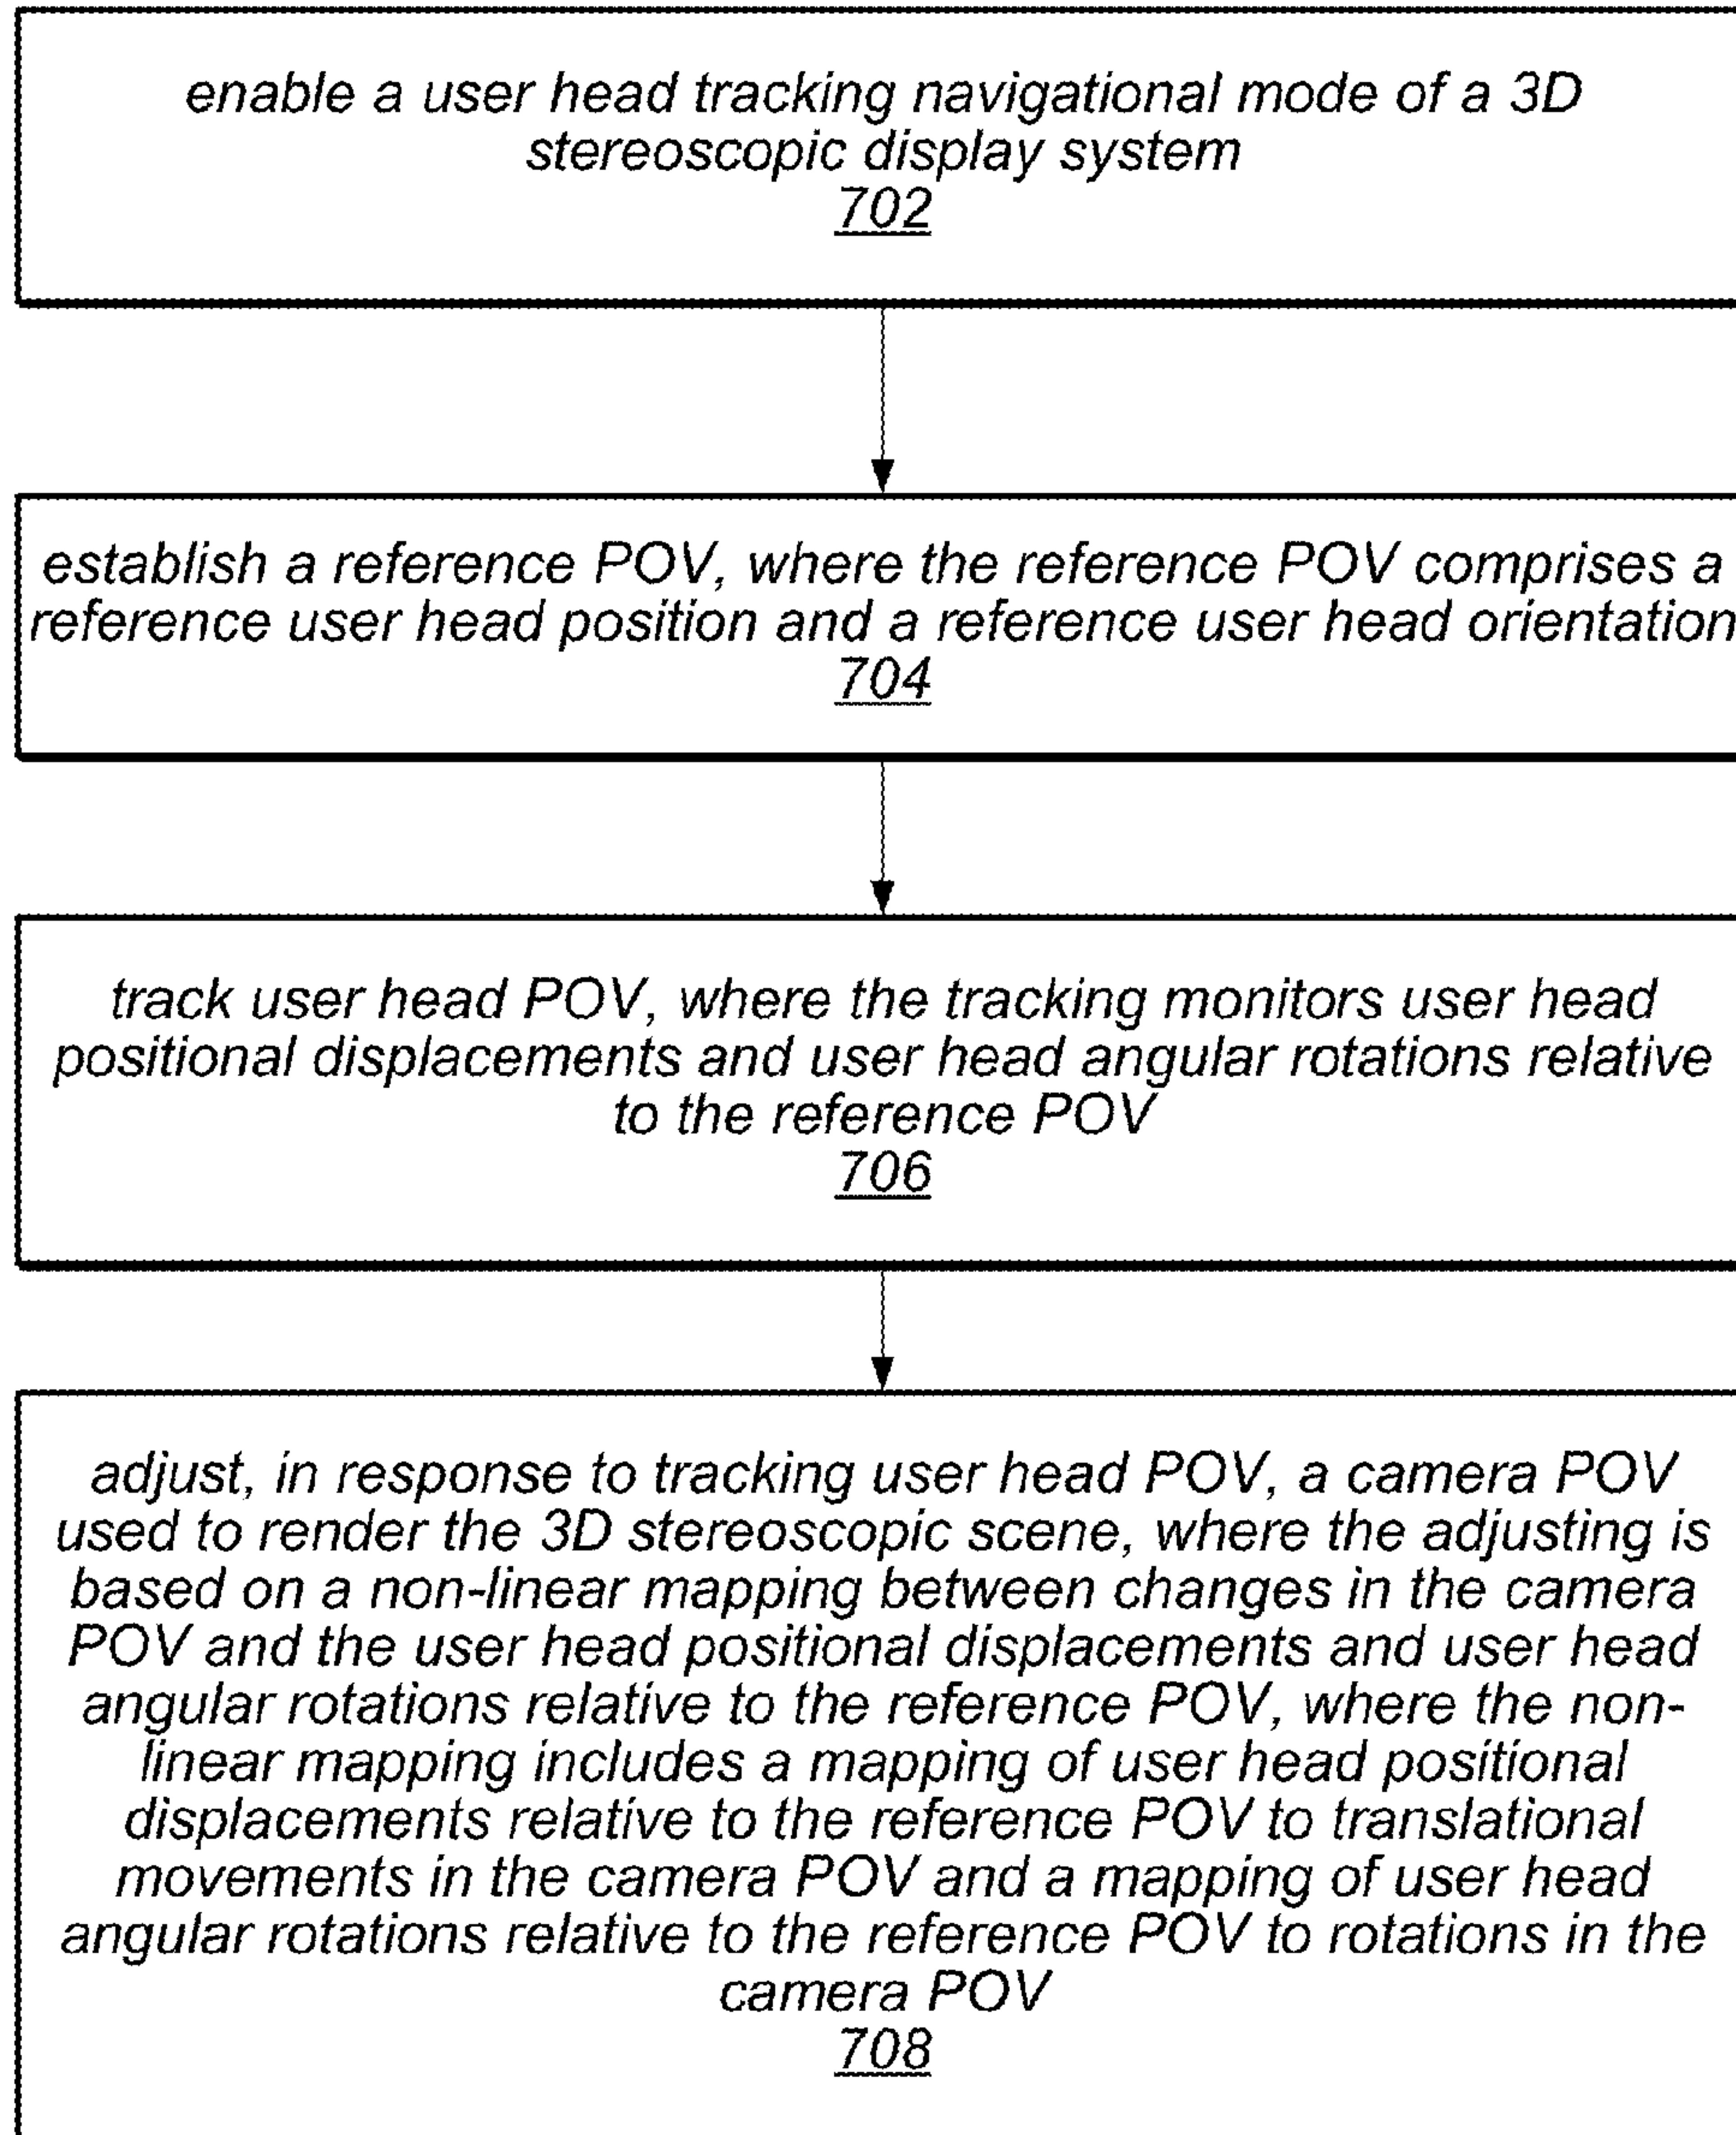 enable a user head tracking navigational mode of a 3D
stereoscopic display system
702
establish a reference POV, where the reference POV comprises a
reference user head position and a reference user head orientation
704
track user head POV, where the tracking monitors user head
positional displacements and user head angular rotations relative
to the reference POV
706
adjust, in response to tracking user head POV, a camera POV
used to render the 3D stereoscopic scene, where the adjusting is
based on a non-linear mapping between changes in the camera
POV and the user head positional displacements and user head
angular rotations relative to the reference POV, where the non-
linear mapping includes a mapping of user head positional
displacements relative to the reference POV to translational
movements in the camera POV and a mapping of user head
angular rotations relative to the reference POV to rotations in the
camera POV
708